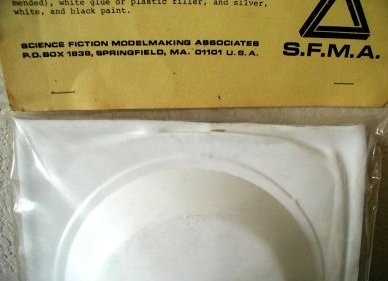 mended), white glue or plastic filler, and silver,
white, and black paint.
SCIENCE FICTION MODELMAKING ASSOCIATES
P.O. BOX 1838, SPRINGFIELD, MA. 01101 U.S.A.
S.F.M.A.